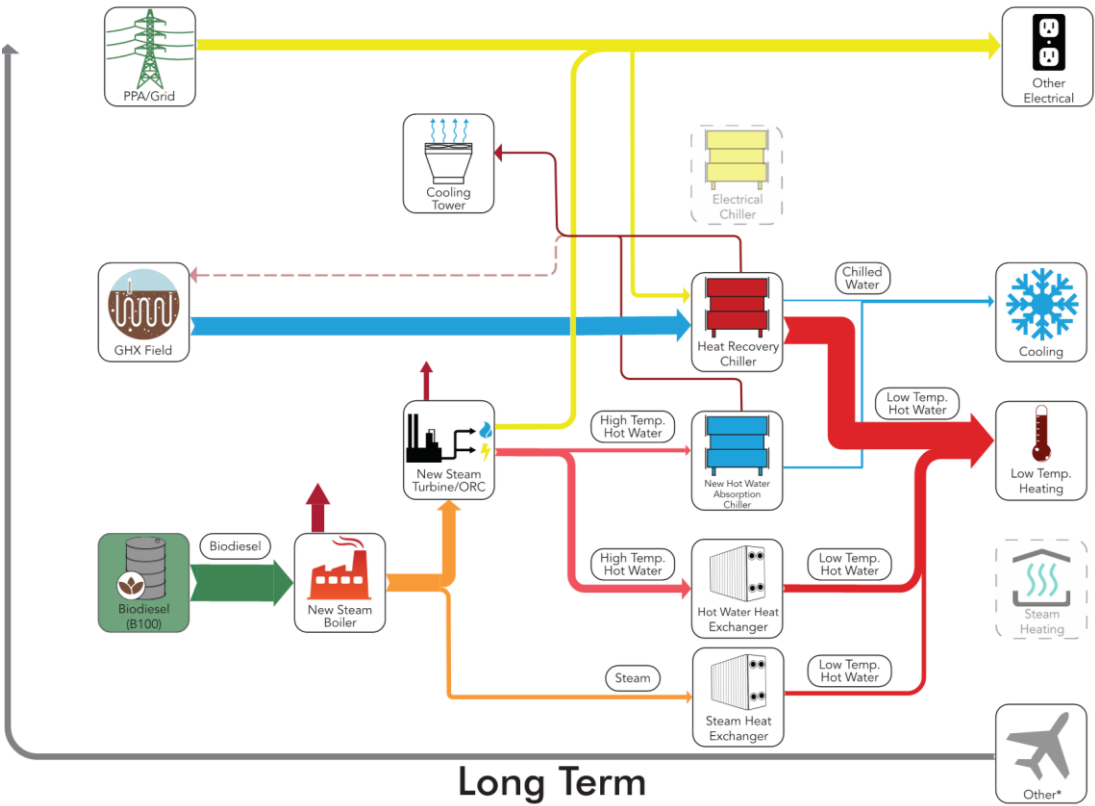 PPA/Grid
Other
Electrical
Cooling
Tower
Electrical
Chiller
GHX Field
Heat Recovery
Chiller
Chilled
Water
Cooling
New Steam
Turbine/ORC
High Temp.
Hot Water
New Hot Water
Absorption
Chiller
Low Temp.
Hot Water
Low Temp.
Heating
Biodiesel
(B100)
Biodiesel
New Steam
Boiler
High Temp.
Hot Water
Hot Water Heat
Exchanger
Low Temp.
Hot Water
Steam
Heating
Steam
Steam Heat
Exchanger
Low Temp.
Hot Water
Other*
Long Term